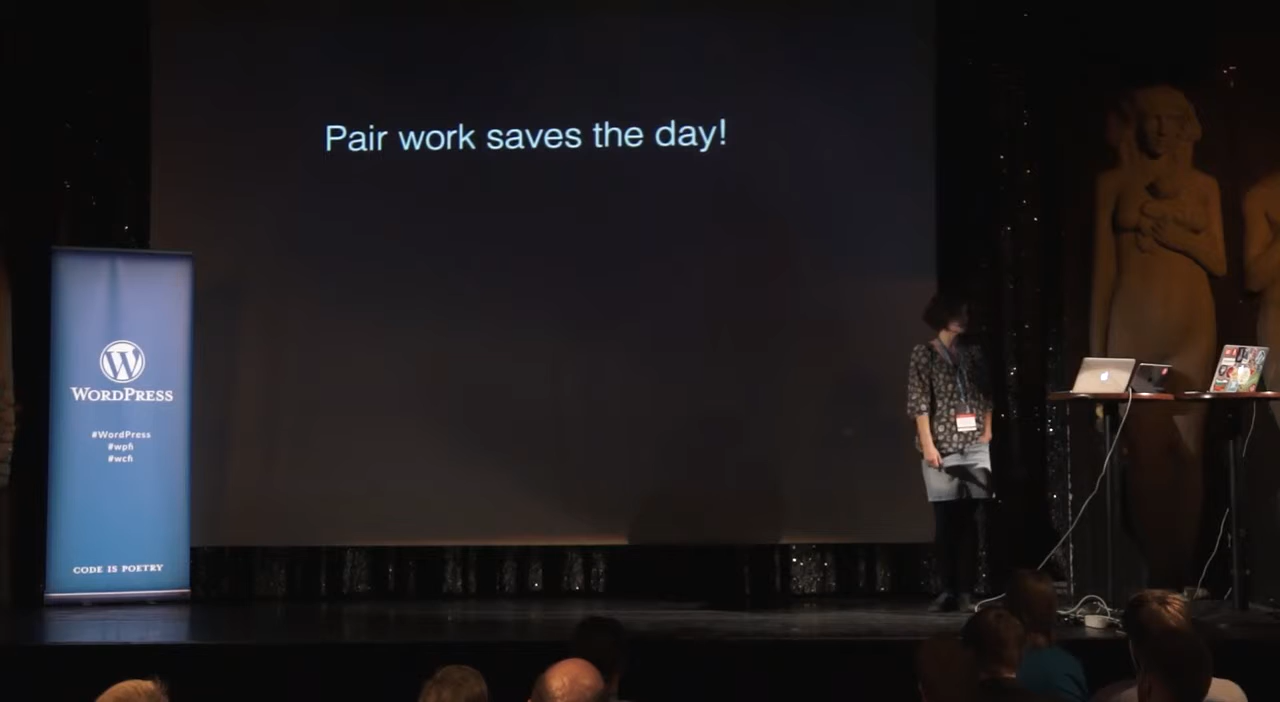 Pair work saves the day!
WORDPRESS
#WordPress
#wpfi
#wcfi
CODE IS POETRY